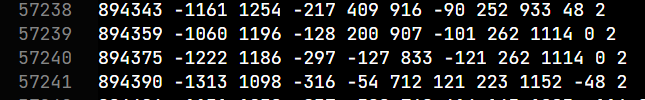 57238 894343 -1161 1254 -217 409 916 -90 252 933 48 2
57239 894359 -1060 1196 -128 200 907 -101 262 1114 0 2
57240 894375 -1222 1186 -297 -127 833 -121 262 1114 0 2
57241 894390 -1313 1098 -316 -54 712 121 223 1152 -48 2